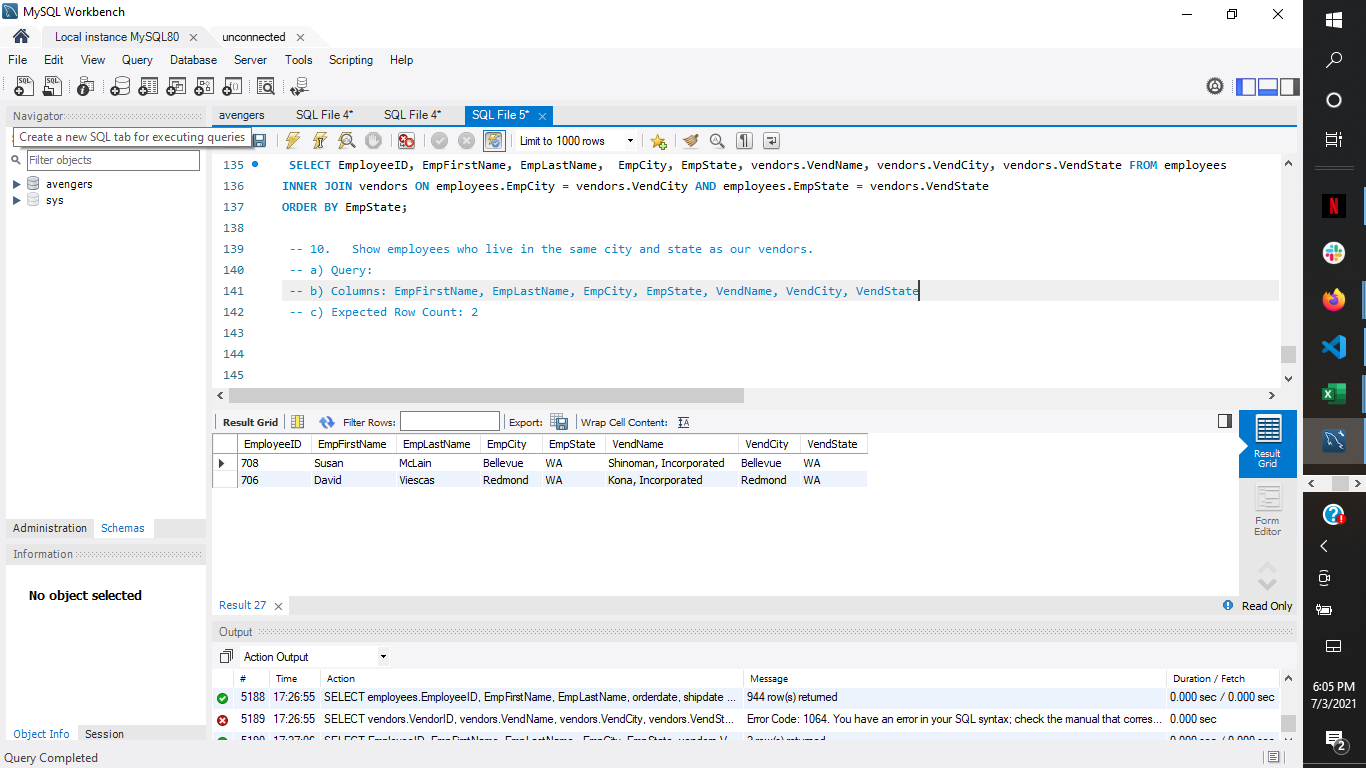 MySQL Workbench
Local instance MySQL80 unconnected
File Edit View Query Database Server Tools Scripting Help
Navigator
avengers SQL File 4* SQL File 4* SQL File 5*
Create a new SQL tab for executing queries
Limit to 1000 rows
Filter objects
avengers
sys
135 SELECT EmployeeID, EmpFirstName, EmpLastName, EmpCity, EmpState, vendors.VendName, vendors.VendCity, vendors.VendState FROM employees
136 INNER JOIN vendors ON employees.EmpCity = vendors.VendCity AND employees.EmpState = vendors.VendState
137 ORDER BY EmpState;
138
139 -- 10. Show employees who live in the same city and state as our vendors.
140 -- a) Query:
141 -- b) Columns: EmpFirstName, EmpLastName, EmpCity, EmpState, VendName, VendCity, VendState
142 -- c) Expected Row Count: 2
143
144
145
Result Grid Filter Rows: Export: Wrap Cell Content:
EmployeeID EmpFirstName EmpLastName EmpCity EmpState VendName VendCity VendState
708 Susan McLain Bellevue WA Shinoman, Incorporated Bellevue WA
706 David Viescas Redmond WA Kona, Incorporated Redmond WA
Result
Grid
Form
Editor
Administration Schemas
Information
No object selected
Result 27 Read Only
Output
Action Output
# Time Action Message Duration / Fetch
5188 17:26:55 SELECT employees.EmployeeID, EmpFirstName, EmpLastName, orderdate, shipdate ... 944 row(s) returned 0.000 sec / 0.000 sec
5189 17:26:55 SELECT vendors.VendorID, vendors.VendName, vendors.VendCity, vendors.VendSt... Error Code: 1064. You have an error in your SQL syntax; check the manual that corres... 0.000 sec
Object Info Session
Query Completed
6:05 PM
7/3/2021
2